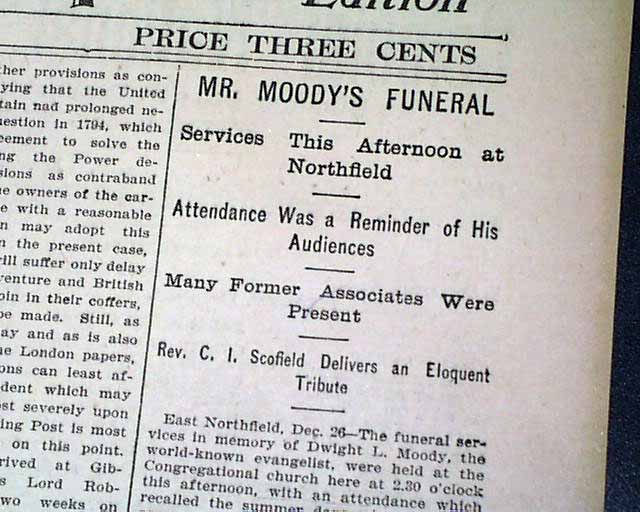 Edition
PRICE THREE CENTS
ther provisions as con-
ying that the United
tain nad prolonged ne-
uestion in 1794, which
eement to solve the
ng the Power de-
sions as contraband
e owners of the car-
e with a reasonable
n may adopt this
n the present case,
rill suffer only delay
venture and British
oin in their coffers,
be made. Still, as
ay and as is also
he London papers,
ons can least af-
dent which may
st severely upon
ing Post is most
on this point.
rived at Gib-
s Lord Rob-
two weeks on
MR. MOODY'S FUNERAL
Services This Afternoon at
Northfield
Attendance Was a Reminder of His
Audiences
Many Former Associates Were
Present
Rev. C. I. Scofield Delivers an Eloquent
Tribute
East Northfield, Dec. 26—The funeral ser-
vices in memory of Dwight L. Moody, the
world-known evangelist, were held at the
Congregational church here at 2.30 o'clock
this afternoon, with an attendance which
recalled the summer